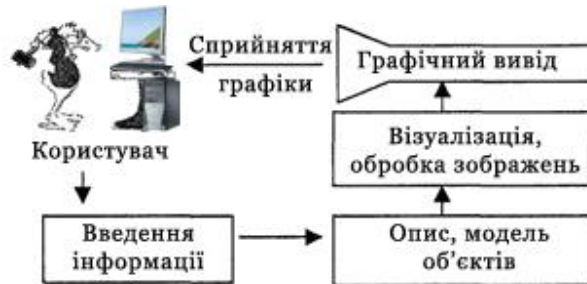 Сприйняття
графіки
Графічний вивід
Візуалізація,
обробка зображень
Користувач
Введення
інформації
Опис, модель
об'єктів